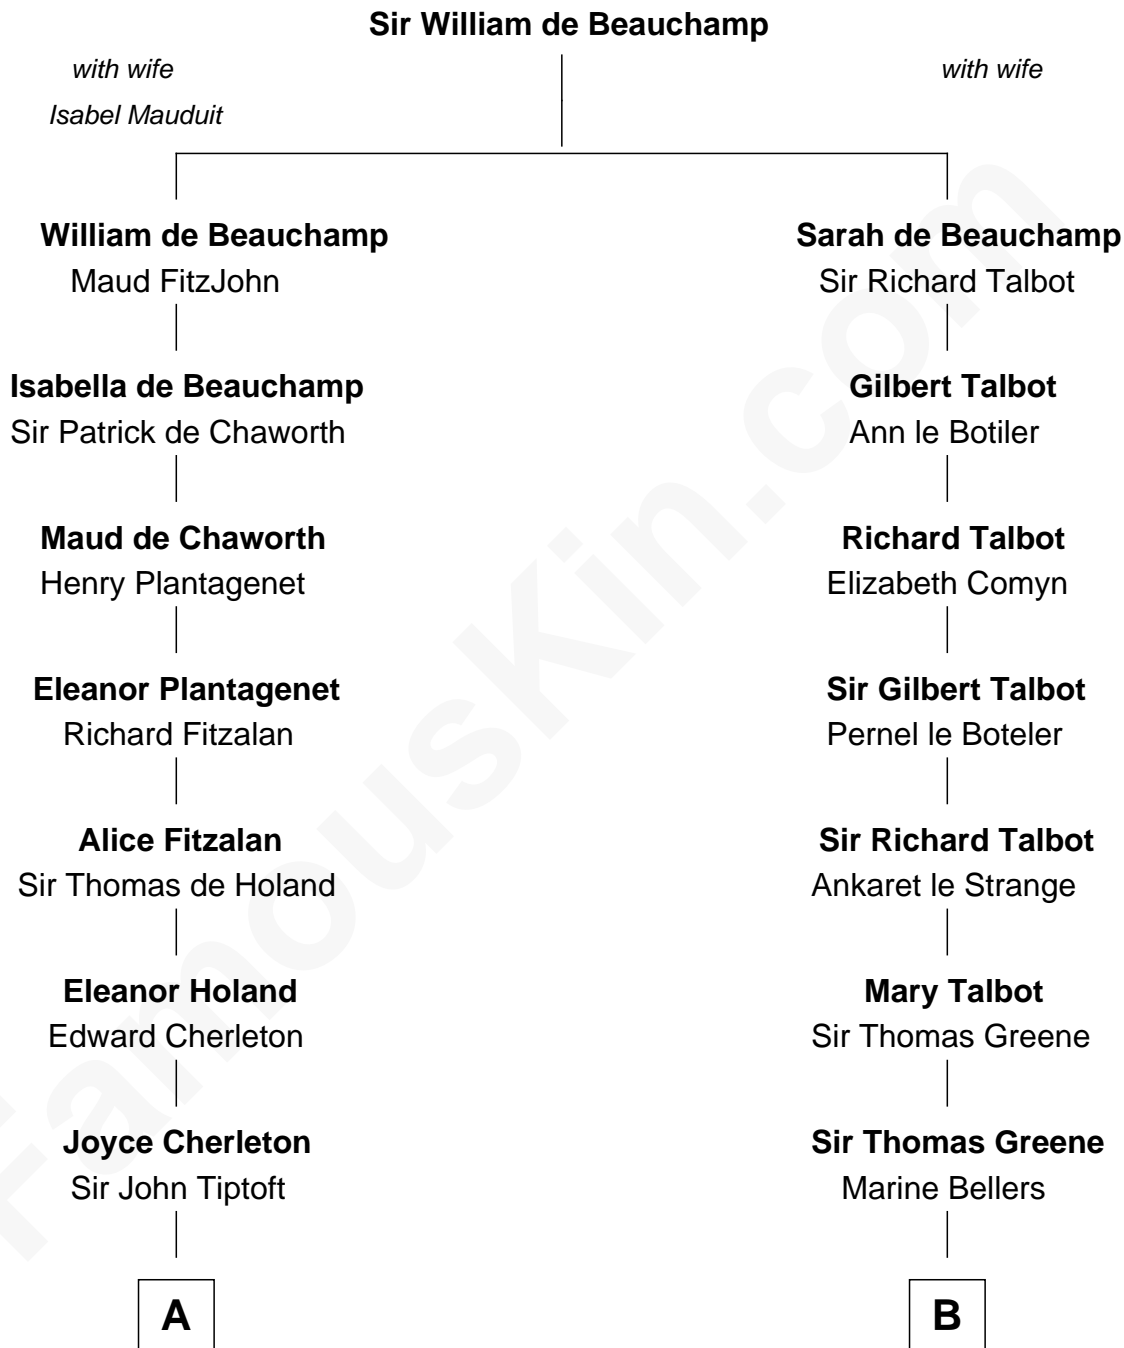 Sir William de Beauchamp
with wife
Isabel Mauduit
with wife
William de Beauchamp
Maud FitzJohn
Sarah de Beauchamp
Sir Richard Talbot
Isabella de Beauchamp
Sir Patrick de Chaworth
Gilbert Talbot
Ann le Botiler
Maud de Chaworth
Henry Plantagenet
Richard Talbot
Elizabeth Comyn
Eleanor Plantagenet
Richard Fitzalan
Sir Gilbert Talbot
Pernel le Boteler
Alice Fitzalan
Sir Thomas de Holand
Sir Richard Talbot
Ankaret le Strange
Eleanor Holand
Edward Cherleton
Mary Talbot
Sir Thomas Greene
Joyce Cherleton
Sir John Tiptoft
Sir Thomas Greene
Marine Bellers
A
B
FamousKin.com